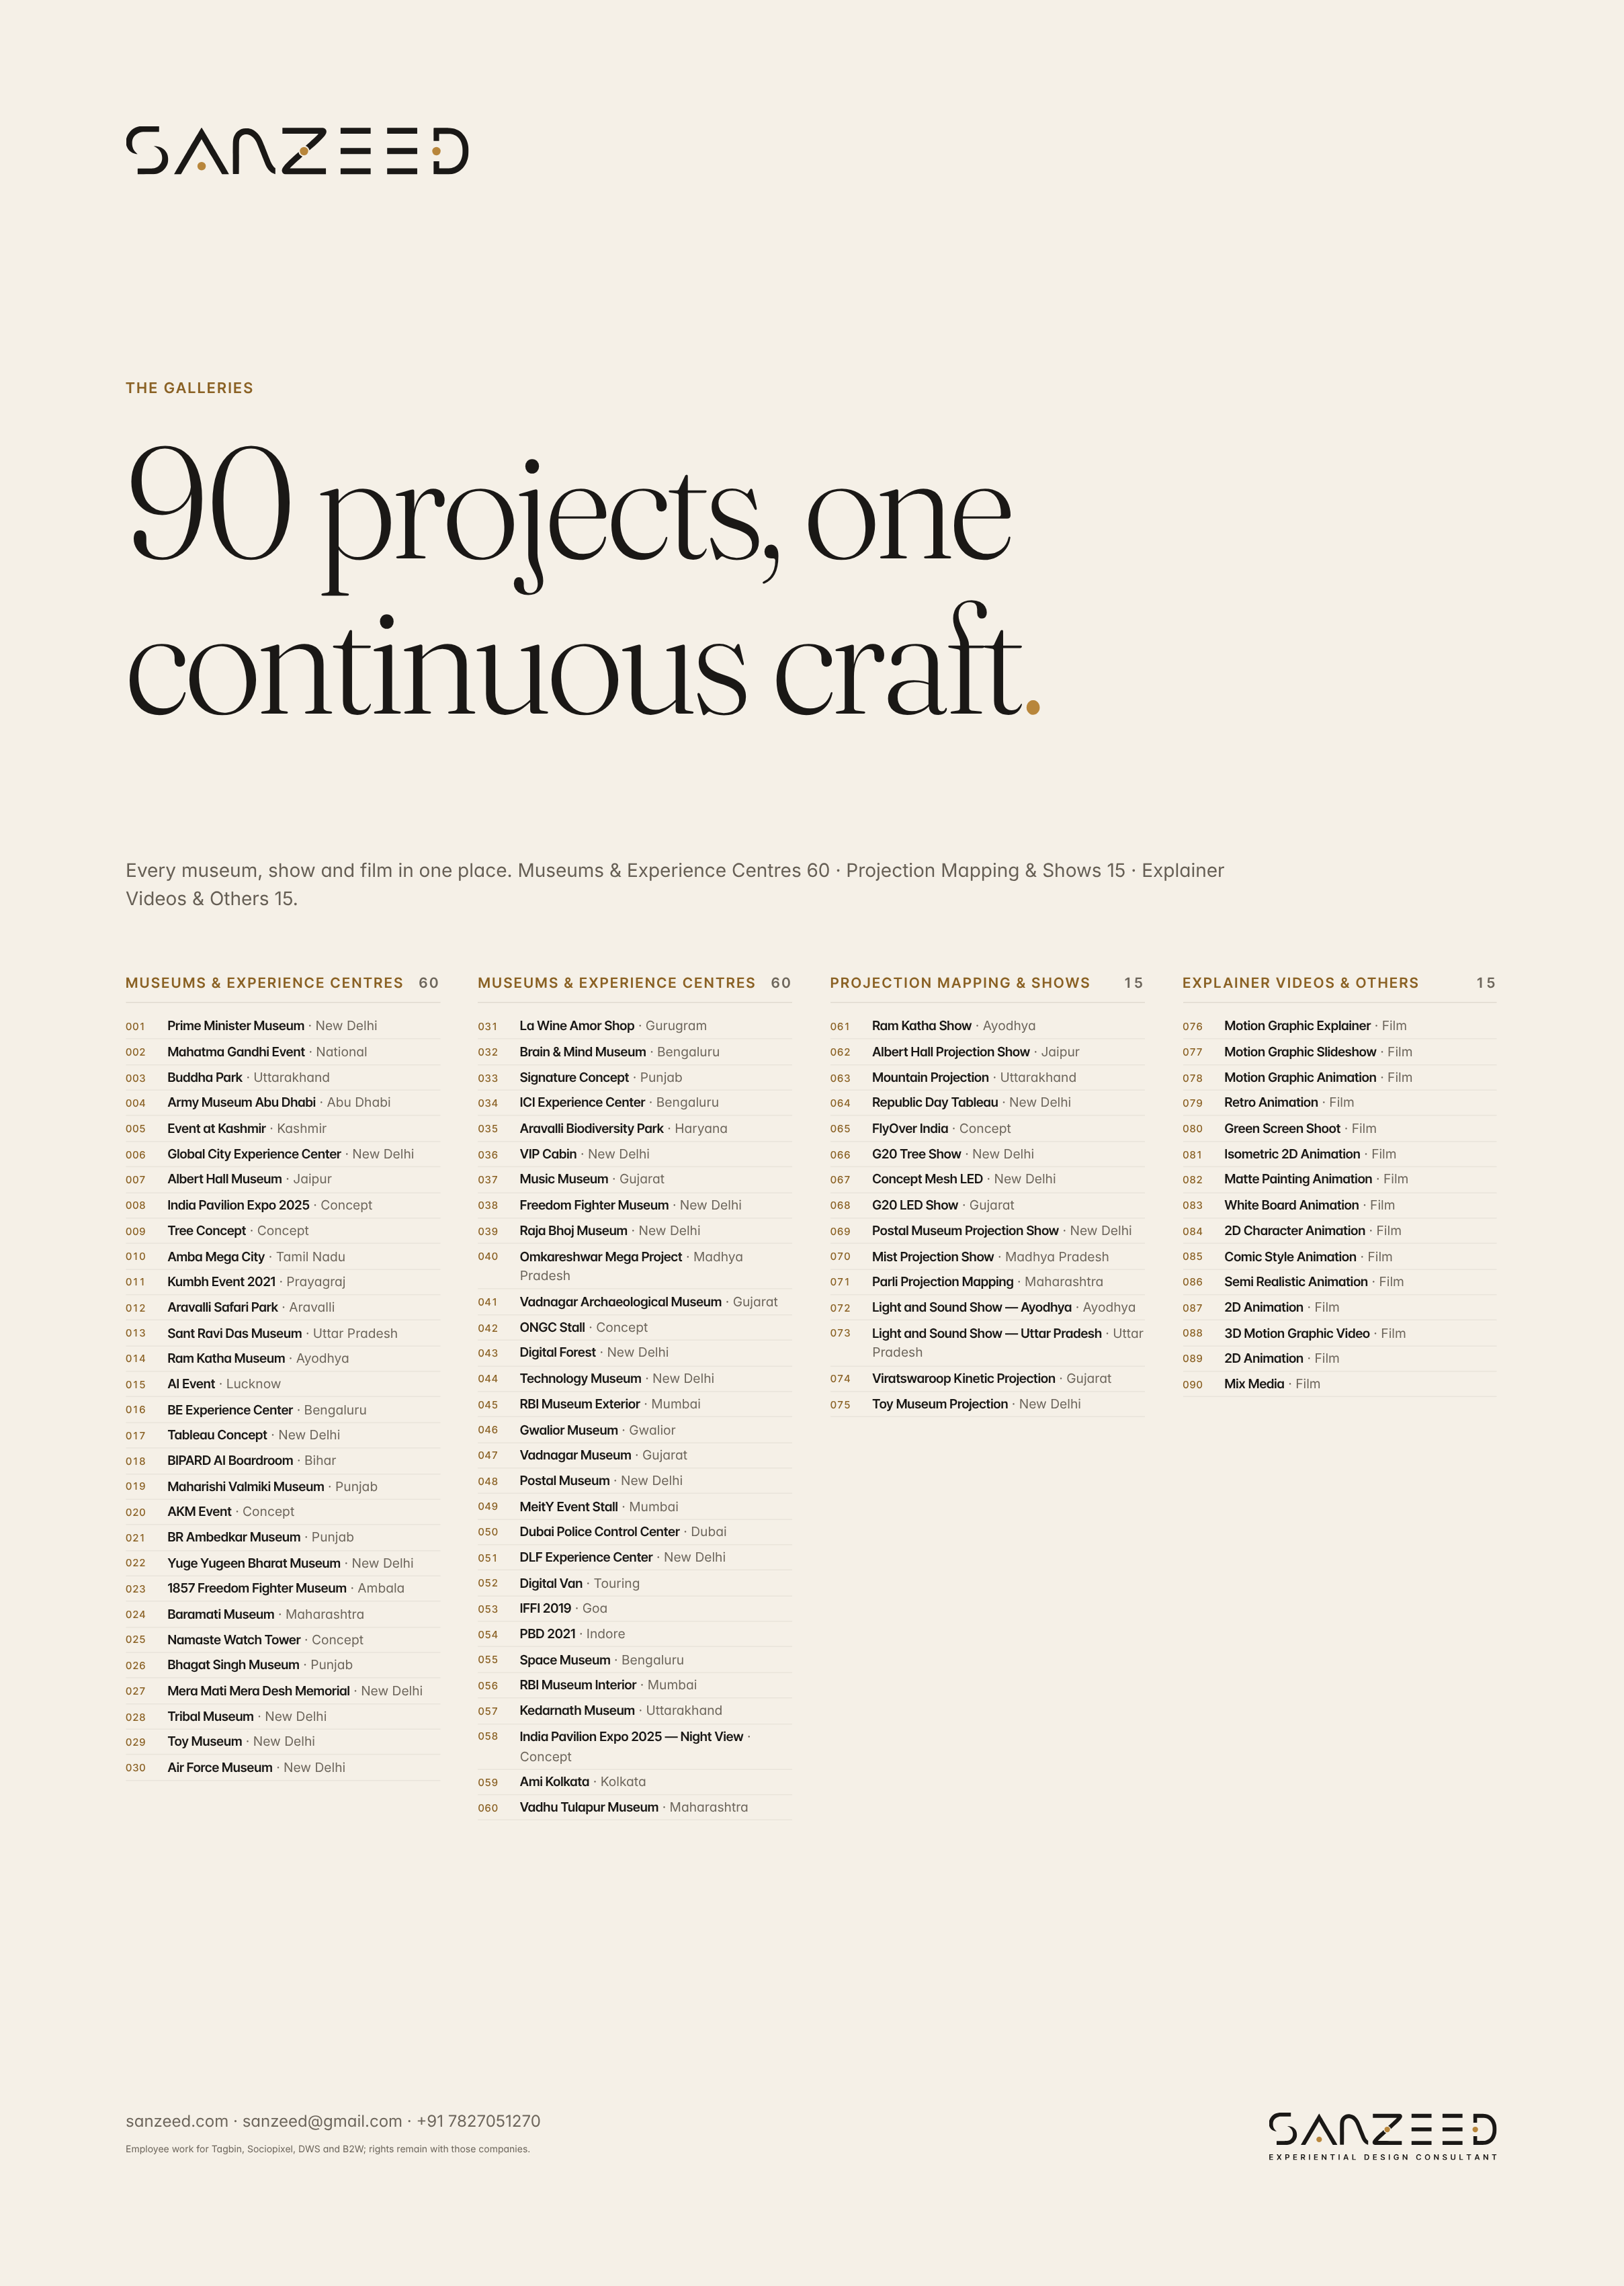 SANZEED
THE GALLERIES
90 projects, one
continuous craft.
Every museum, show and film in one place. Museums & Experience Centres 60 · Projection Mapping & Shows 15 · Explainer
Videos & Others 15.
MUSEUMS & EXPERIENCE CENTRES 60
001 Prime Minister Museum · New Delhi
002 Mahatma Gandhi Event · National
003 Buddha Park · Uttarakhand
004 Army Museum Abu Dhabi · Abu Dhabi
005 Event at Kashmir · Kashmir
006 Global City Experience Center · New Delhi
007 Albert Hall Museum · Jaipur
008 India Pavilion Expo 2025 · Concept
009 Tree Concept · Concept
010 Amba Mega City · Tamil Nadu
011 Kumbh Event 2021 · Prayagraj
012 Aravalli Safari Park · Aravalli
013 Sant Ravi Das Museum · Uttar Pradesh
014 Ram Katha Museum · Ayodhya
015 AI Event · Lucknow
016 BE Experience Center · Bengaluru
017 Tableau Concept · New Delhi
018 BIPARD AI Boardroom · Bihar
019 Maharishi Valmiki Museum · Punjab
020 AKM Event · Concept
021 BR Ambedkar Museum · Punjab
022 Yuge Yugeen Bharat Museum · New Delhi
023 1857 Freedom Fighter Museum · Ambala
024 Baramati Museum · Maharashtra
025 Namaste Watch Tower · Concept
026 Bhagat Singh Museum · Punjab
027 Mera Mati Mera Desh Memorial · New Delhi
028 Tribal Museum · New Delhi
029 Toy Museum · New Delhi
030 Air Force Museum · New Delhi
MUSEUMS & EXPERIENCE CENTRES 60
031 La Wine Amor Shop · Gurugram
032 Brain & Mind Museum · Bengaluru
033 Signature Concept · Punjab
034 ICI Experience Center · Bengaluru
035 Aravalli Biodiversity Park · Haryana
036 VIP Cabin · New Delhi
037 Music Museum · Gujarat
038 Freedom Fighter Museum · New Delhi
039 Raja Bhoj Museum · New Delhi
040 Omkareshwar Mega Project · Madhya
Pradesh
041 Vadnagar Archaeological Museum · Gujarat
042 ONGC Stall · Concept
043 Digital Forest · New Delhi
044 Technology Museum · New Delhi
045 RBI Museum Exterior · Mumbai
046 Gwalior Museum · Gwalior
047 Vadnagar Museum · Gujarat
048 Postal Museum · New Delhi
049 MeitY Event Stall · Mumbai
050 Dubai Police Control Center · Dubai
051 DLF Experience Center · New Delhi
052 Digital Van · Touring
053 IFFI 2019 · Goa
054 PBD 2021 · Indore
055 Space Museum · Bengaluru
056 RBI Museum Interior · Mumbai
057 Kedarnath Museum · Uttarakhand
058 India Pavilion Expo 2025 — Night View ·
Concept
059 Ami Kolkata · Kolkata
060 Vadhu Tulapur Museum · Maharashtra
PROJECTION MAPPING & SHOWS 15
061 Ram Katha Show · Ayodhya
062 Albert Hall Projection Show · Jaipur
063 Mountain Projection · Uttarakhand
064 Republic Day Tableau · New Delhi
065 FlyOver India · Concept
066 G20 Tree Show · New Delhi
067 Concept Mesh LED · New Delhi
068 G20 LED Show · Gujarat
069 Postal Museum Projection Show · New Delhi
070 Mist Projection Show · Madhya Pradesh
071 Parli Projection Mapping · Maharashtra
072 Light and Sound Show — Ayodhya · Ayodhya
073 Light and Sound Show — Uttar Pradesh · Uttar
Pradesh
074 Viratswaroop Kinetic Projection · Gujarat
075 Toy Museum Projection · New Delhi
EXPLAINER VIDEOS & OTHERS 15
076 Motion Graphic Explainer · Film
077 Motion Graphic Slideshow · Film
078 Motion Graphic Animation · Film
079 Retro Animation · Film
080 Green Screen Shoot · Film
081 Isometric 2D Animation · Film
082 Matte Painting Animation · Film
083 White Board Animation · Film
084 2D Character Animation · Film
085 Comic Style Animation · Film
086 Semi Realistic Animation · Film
087 2D Animation · Film
088 3D Motion Graphic Video · Film
089 2D Animation · Film
090 Mix Media · Film
sanzeed.com · sanzeed@gmail.com · +91 7827051270
Employee work for Tagbin, Sociopixel, DWS and B2W; rights remain with those companies.
SANZEED
EXPERIENTIAL DESIGN CONSULTANT